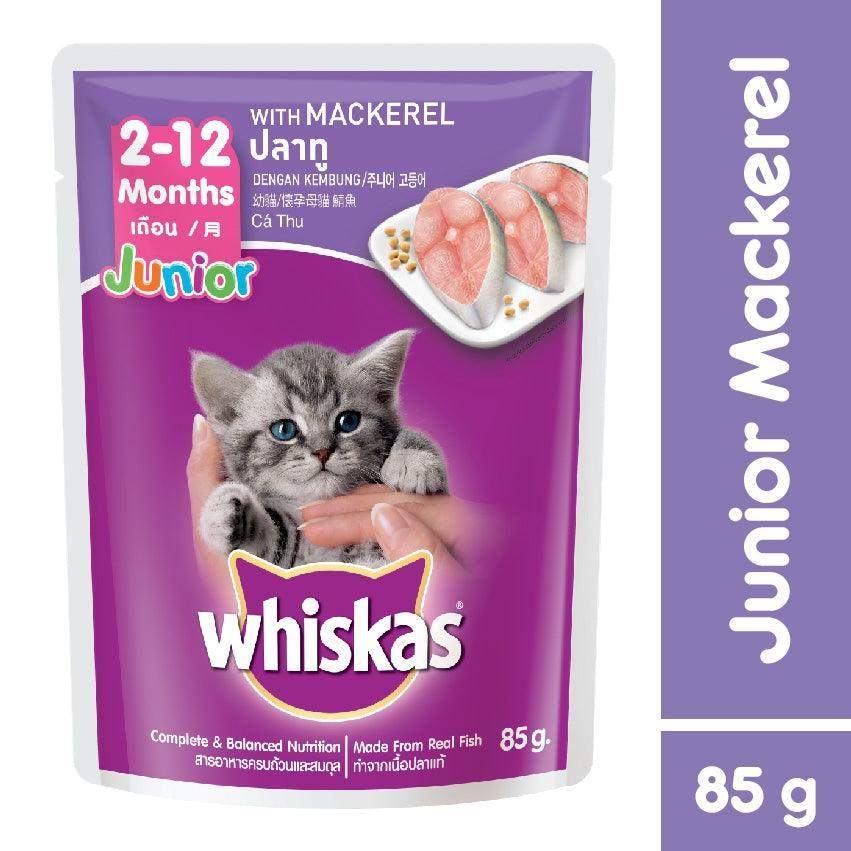 2-12
Months
เดือน / 月
Junior
WITH MACKEREL
ปลาทู
DENGAN KEMBUNG/주니어 고등어
幼貓/懷孕母貓 鯖魚
Cá Thu
whiskas®
Complete & Balanced Nutrition
สารอาหารครบถ้วนและสมดุล
Made From Real Fish
ทำจากเนื้อปลาแท้
85 g.
Junior Mackerel
85 g